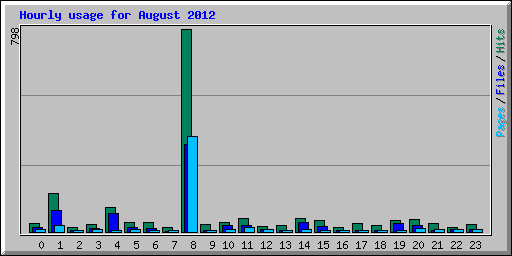 Hourly usage for August 2012
798
Pages/Files/Hits
0 1 2 3 4 5 6 7 8 9 10 11 12 13 14 15 16 17 18 19 20 21 22 23